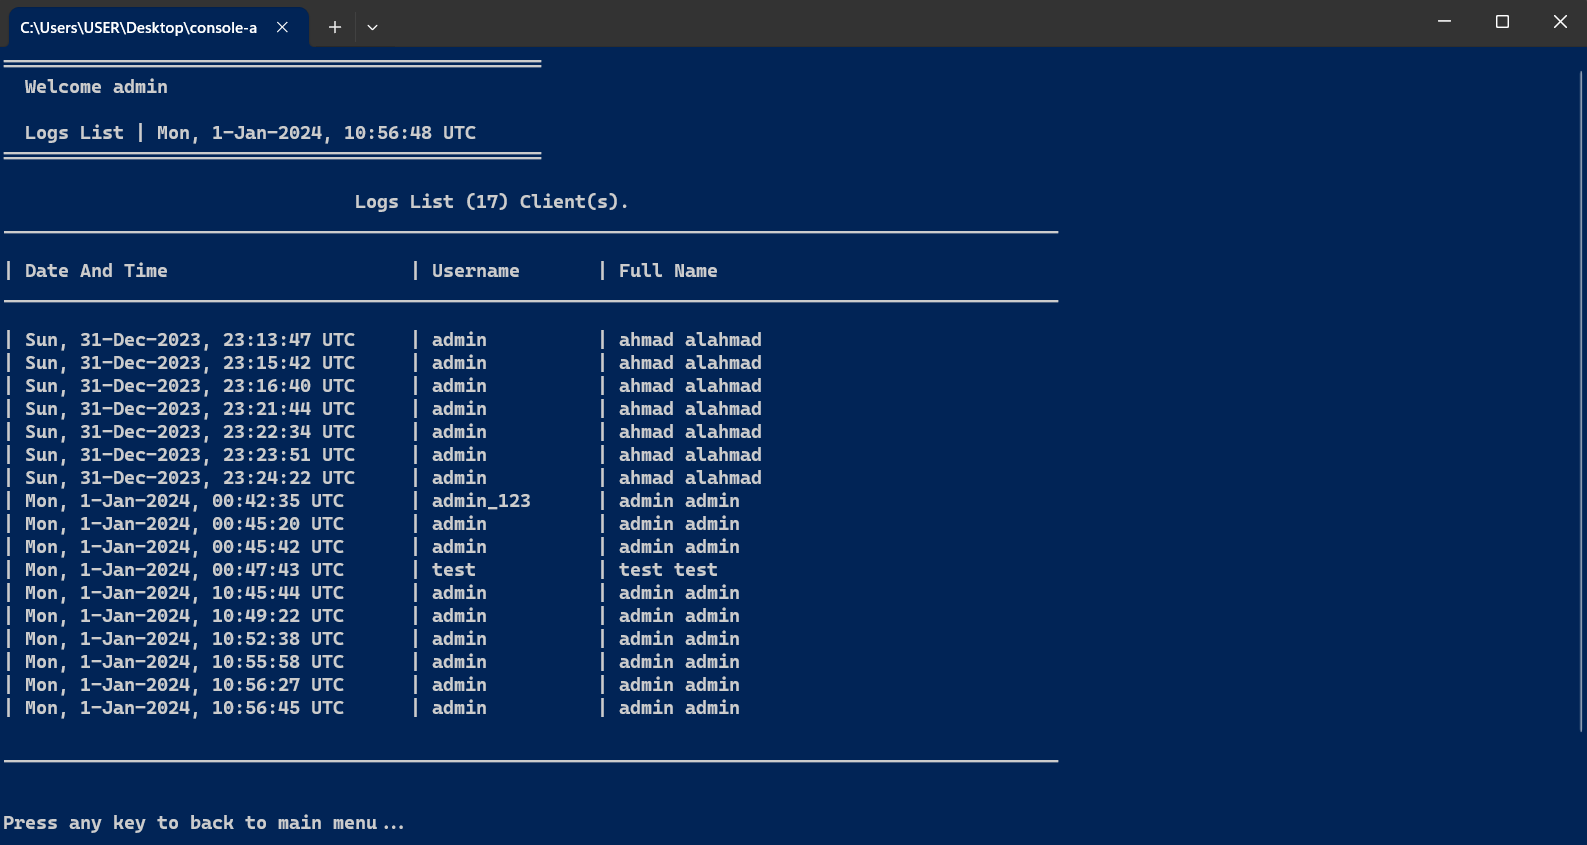 C:\Users\USER\Desktop\console-a
Welcome admin
Logs List | Mon, 1-Jan-2024, 10:56:48 UTC
Logs List (17) Client(s).
| Date And Time | Username | Full Name
| Sun, 31-Dec-2023, 23:13:47 UTC | admin | ahmad alahmad
| Sun, 31-Dec-2023, 23:15:42 UTC | admin | ahmad alahmad
| Sun, 31-Dec-2023, 23:16:40 UTC | admin | ahmad alahmad
| Sun, 31-Dec-2023, 23:21:44 UTC | admin | ahmad alahmad
| Sun, 31-Dec-2023, 23:22:34 UTC | admin | ahmad alahmad
| Sun, 31-Dec-2023, 23:23:51 UTC | admin | ahmad alahmad
| Sun, 31-Dec-2023, 23:24:22 UTC | admin | ahmad alahmad
| Mon, 1-Jan-2024, 00:42:35 UTC | admin_123 | admin admin
| Mon, 1-Jan-2024, 00:45:20 UTC | admin | admin admin
| Mon, 1-Jan-2024, 00:45:42 UTC | admin | admin admin
| Mon, 1-Jan-2024, 00:47:43 UTC | test | test test
| Mon, 1-Jan-2024, 10:45:44 UTC | admin | admin admin
| Mon, 1-Jan-2024, 10:49:22 UTC | admin | admin admin
| Mon, 1-Jan-2024, 10:52:38 UTC | admin | admin admin
| Mon, 1-Jan-2024, 10:55:58 UTC | admin | admin admin
| Mon, 1-Jan-2024, 10:56:27 UTC | admin | admin admin
| Mon, 1-Jan-2024, 10:56:45 UTC | admin | admin admin
Press any key to back to main menu...